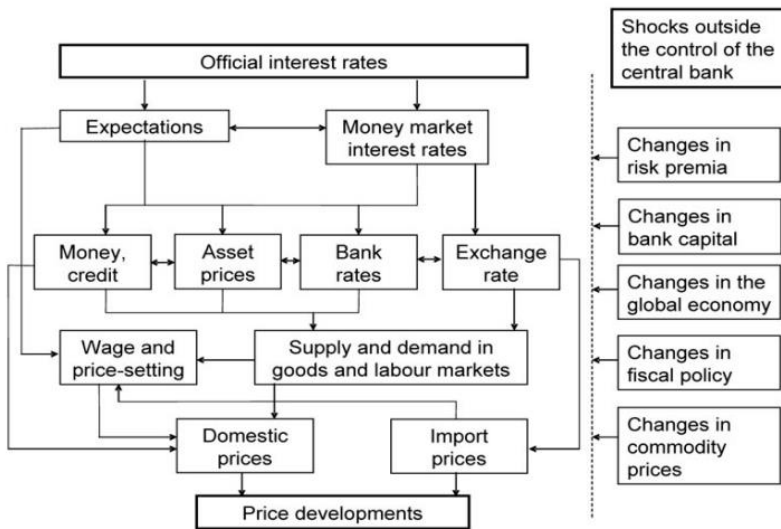 Official interest rates
Shocks outside
the control of the
central bank
Expectations
Money market
interest rates
Changes in
risk premia
Money,
credit
Asset
prices
Bank
rates
Exchange
rate
Changes in
bank capital
Changes in the
global economy
Wage and
price-setting
Supply and demand in
goods and labour markets
Changes in
fiscal policy
Domestic
prices
Import
prices
Changes in
commodity
prices
Price developments